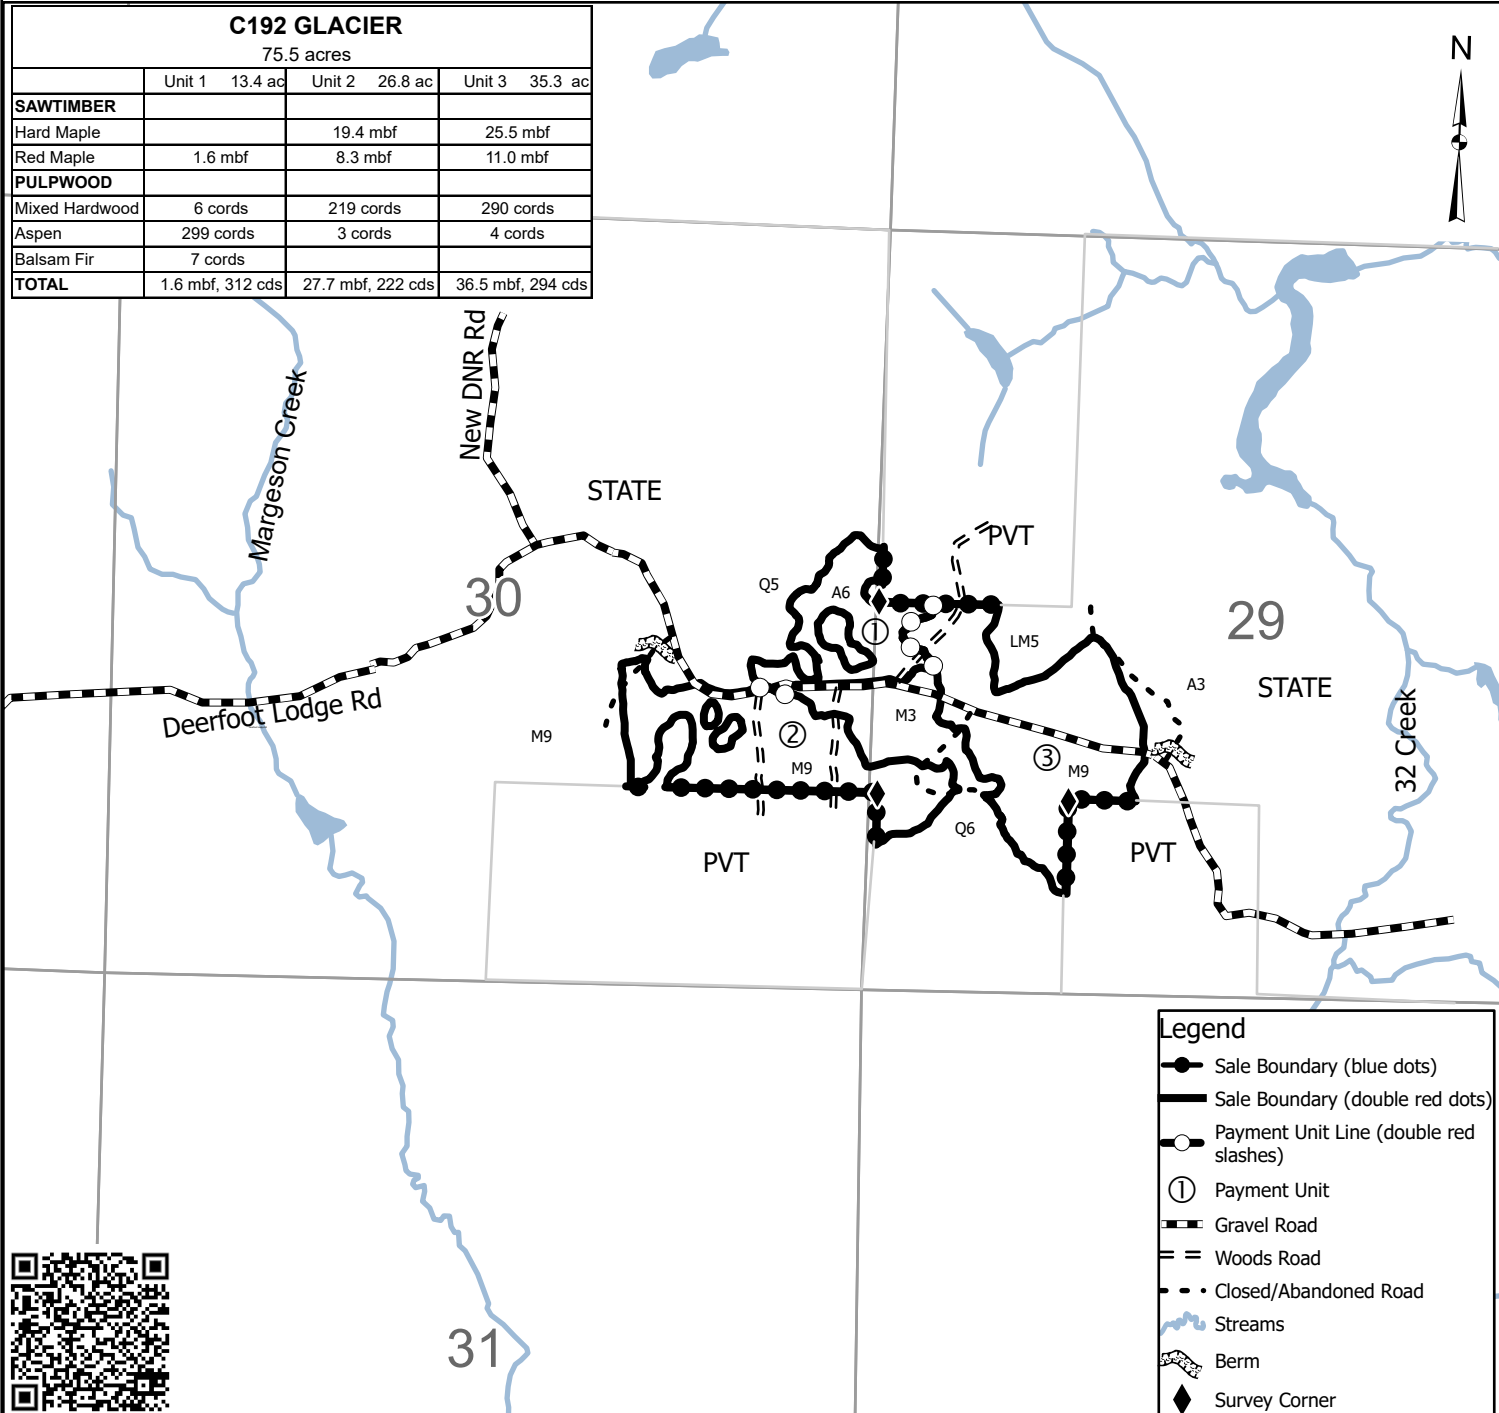 C192 GLACIER
75.5 acres
Unit 1 13.4 ac Unit 2 26.8 ac Unit 3 35.3 ac
SAWTIMBER
Hard Maple 19.4 mbf 25.5 mbf
Red Maple 1.6 mbf 8.3 mbf 11.0 mbf
PULPWOOD
Mixed Hardwood 6 cords 219 cords 290 cords
Aspen 299 cords 3 cords 4 cords
Balsam Fir 7 cords
TOTAL 1.6 mbf, 312 cds 27.7 mbf, 222 cds 36.5 mbf, 294 cds
N
New DNR Rd
Margeson Creek
STATE
PVT
30
Q5
A6
29
1
LM5
A3
STATE
Deerfoot Lodge Rd
M9
M3
2
32 Creek
3
M9
M9
Q6
PVT
PVT
31
Legend
Sale Boundary (blue dots)
Sale Boundary (double red dots)
Payment Unit Line (double red
slashes)
1 Payment Unit
Gravel Road
Woods Road
Closed/Abandoned Road
Streams
Berm
Survey Corner